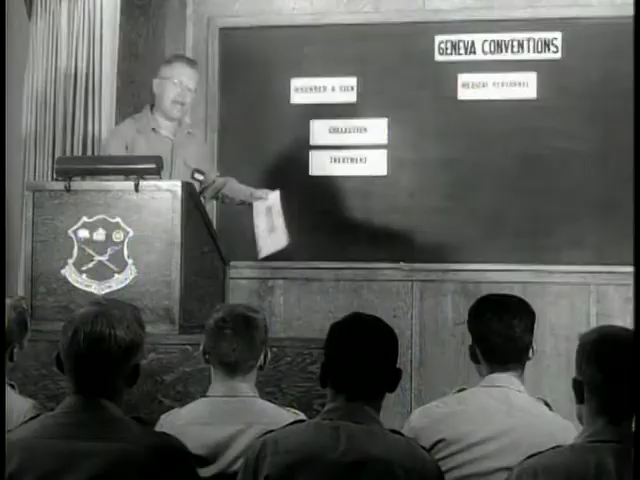 GENEVA CONVENTIONS
WOUNDED & SICK
MEDICAL PERSONNEL
COLLECTION
TREATMENT